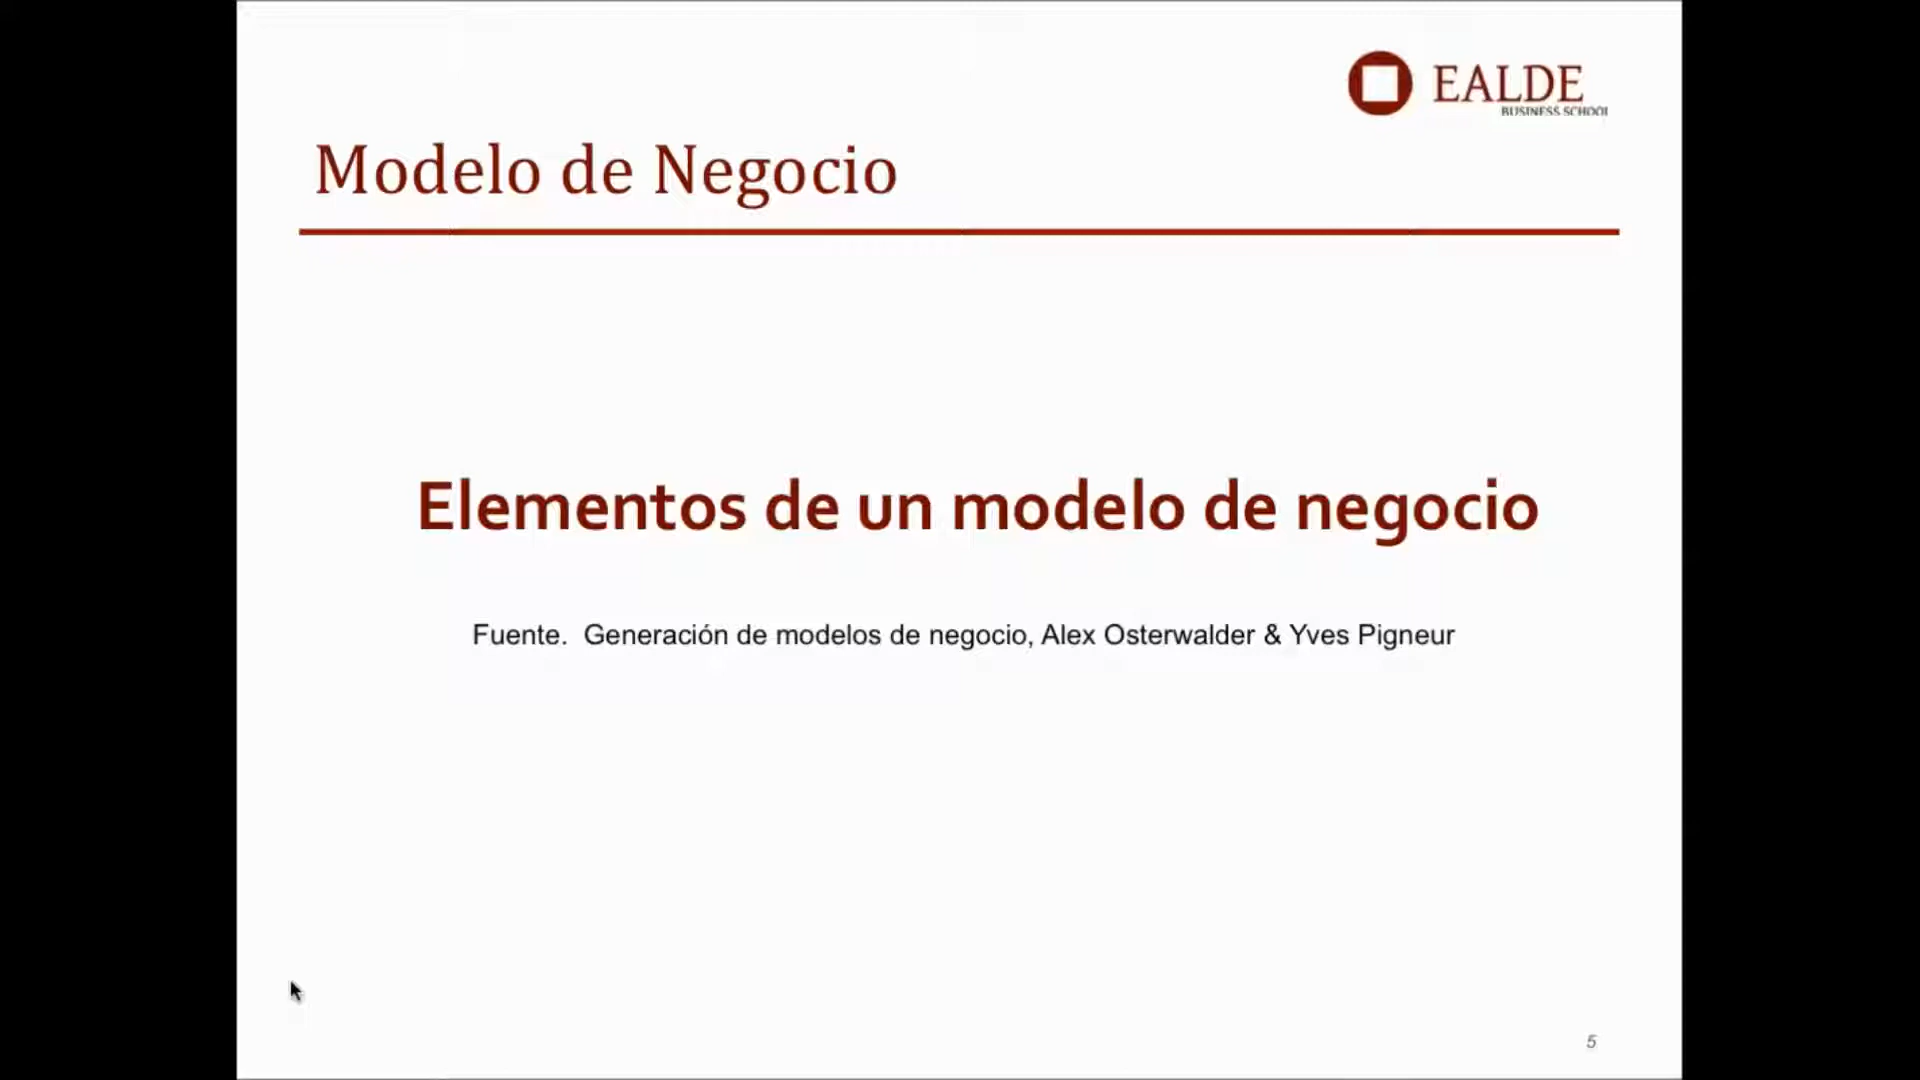 EALDE
BUSINESS SCHOOL
Modelo de Negocio
Elementos de un modelo de negocio
Fuente. Generación de modelos de negocio, Alex Osterwalder & Yves Pigneur
5